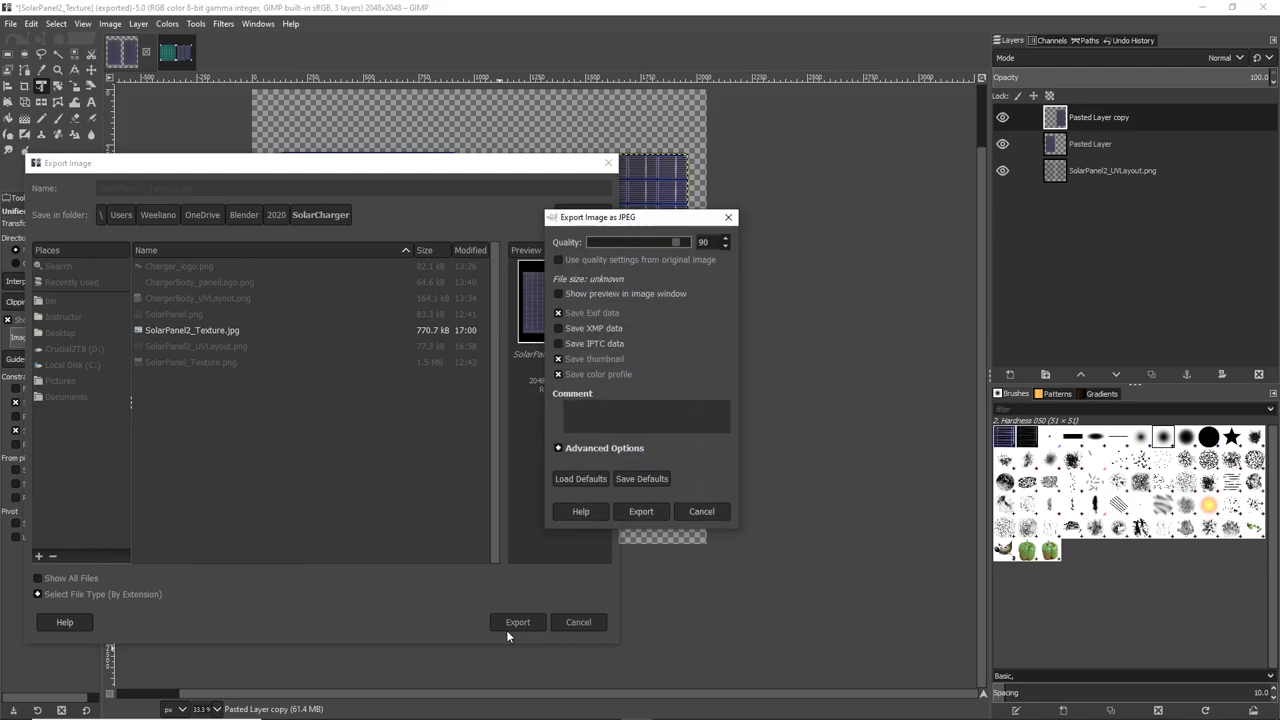 *[SolarPanel2_Texture] (exported)-5.0 (RGB color 8-bit gamma integer, GIMP built-in sRGB, 3 layers) 2048x2048 – GIMP
File Edit Select View Image Layer Colors Tools Filters Windows Help
Layers Channels Paths Undo History
Mode Normal
Opacity 100.0
Lock:
Pasted Layer copy
Pasted Layer
SolarPanel2_UVLayout.png
Export Image
Name: SolarPanel2_Texture.jpg
Save in folder: \ Users Weeliano OneDrive Blender 2020 SolarCharger
Places Name Size Modified Preview
Search Charger_logo.png 82.1 kB 13:26
Recently Used ChargerBody_panelLogo.png 64.6 kB 13:40
bin ChargerBody_UVLayout.png 164.1 kB 13:34
Instructor SolarPanel.png 83.3 kB 12:41
Desktop SolarPanel2_Texture.jpg 770.7 kB 17:00
Crucial2TB (D:) SolarPanel2_UVLayout.png 77.3 kB 16:58
Local Disk (C:) SolarPanel_Texture.png 1.5 MB 12:43
Pictures
Documents
Show All Files
Select File Type (By Extension)
Help Export Cancel
Export Image as JPEG
Quality: 90
Use quality settings from original image
File size: unknown
Show preview in image window
Save Exif data
Save XMP data
Save IPTC data
Save thumbnail
Save color profile
Comment
Advanced Options
Load Defaults Save Defaults
Help Export Cancel
Brushes Patterns Gradients
filter
2. Hardness 050 (51 × 51)
Basic,
Spacing 10.0
px 33.3 % Pasted Layer copy (61.4 MB)